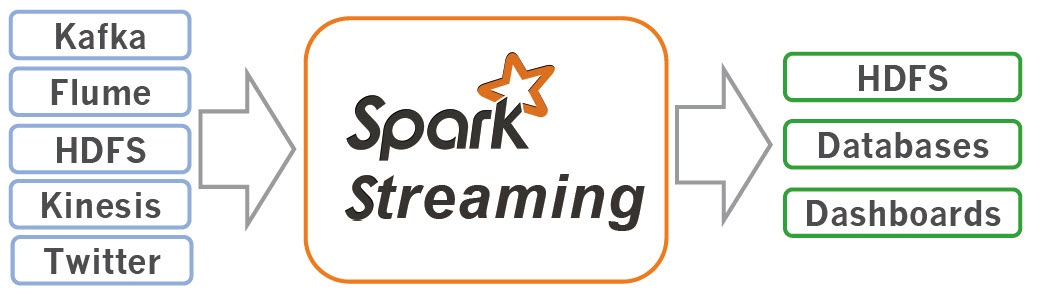 Kafka
Flume
HDFS
Kinesis
Twitter
Spark
Streaming
HDFS
Databases
Dashboards